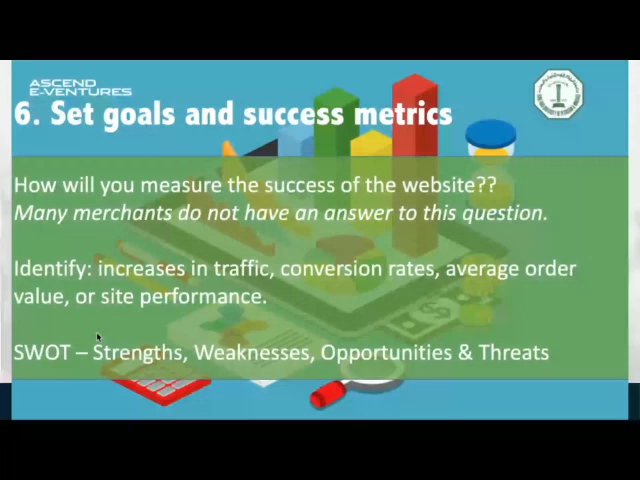 ASCEND
E-VENTURES
6. Set goals and success metrics
How will you measure the success of the website??
Many merchants do not have an answer to this question.
Identify: increases in traffic, conversion rates, average order
value, or site performance.
SWOT – Strengths, Weaknesses, Opportunities & Threats